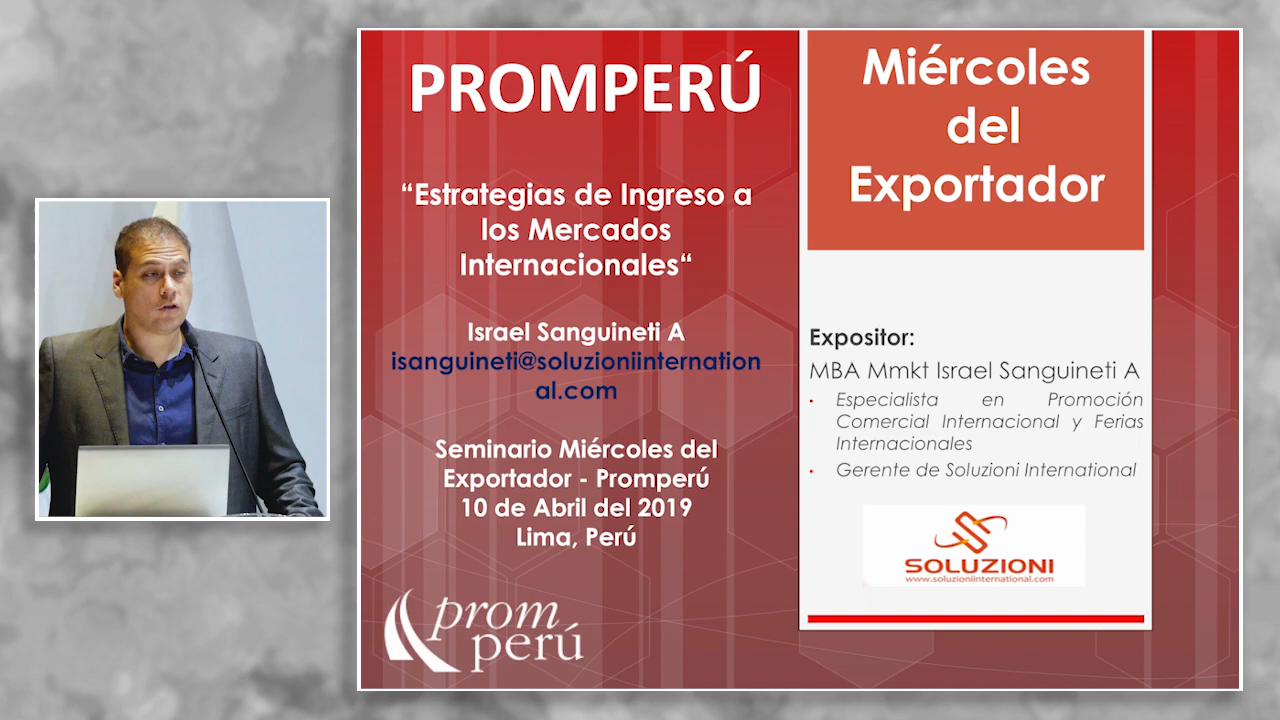 PROMPERÚ
“Estrategias de Ingreso a
los Mercados
Internacionales“
Israel Sanguineti A
isanguineti@soluzioniinternation
al.com
Seminario Miércoles del
Exportador - Promperú
10 de Abril del 2019
Lima, Perú
prom
perú
Miércoles
del
Exportador
Expositor:
MBA Mmkt Israel Sanguineti A
• Especialista en Promoción
Comercial Internacional y Ferias
Internacionales
• Gerente de Soluzioni International
SOLUZIONI
www.soluzioniinternational.com